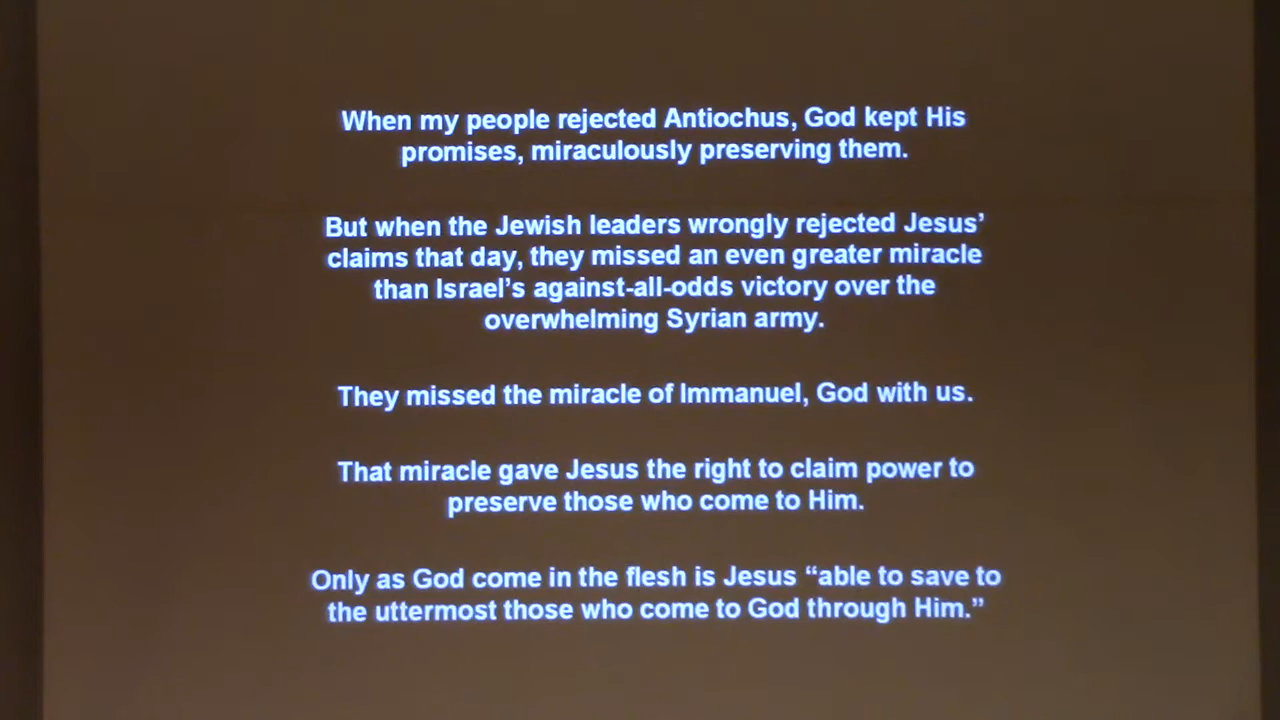 When my people rejected Antiochus, God kept His
promises, miraculously preserving them.
But when the Jewish leaders wrongly rejected Jesus’
claims that day, they missed an even greater miracle
than Israel’s against-all-odds victory over the
overwhelming Syrian army.
They missed the miracle of Immanuel, God with us.
That miracle gave Jesus the right to claim power to
preserve those who come to Him.
Only as God come in the flesh is Jesus “able to save to
the uttermost those who come to God through Him.”